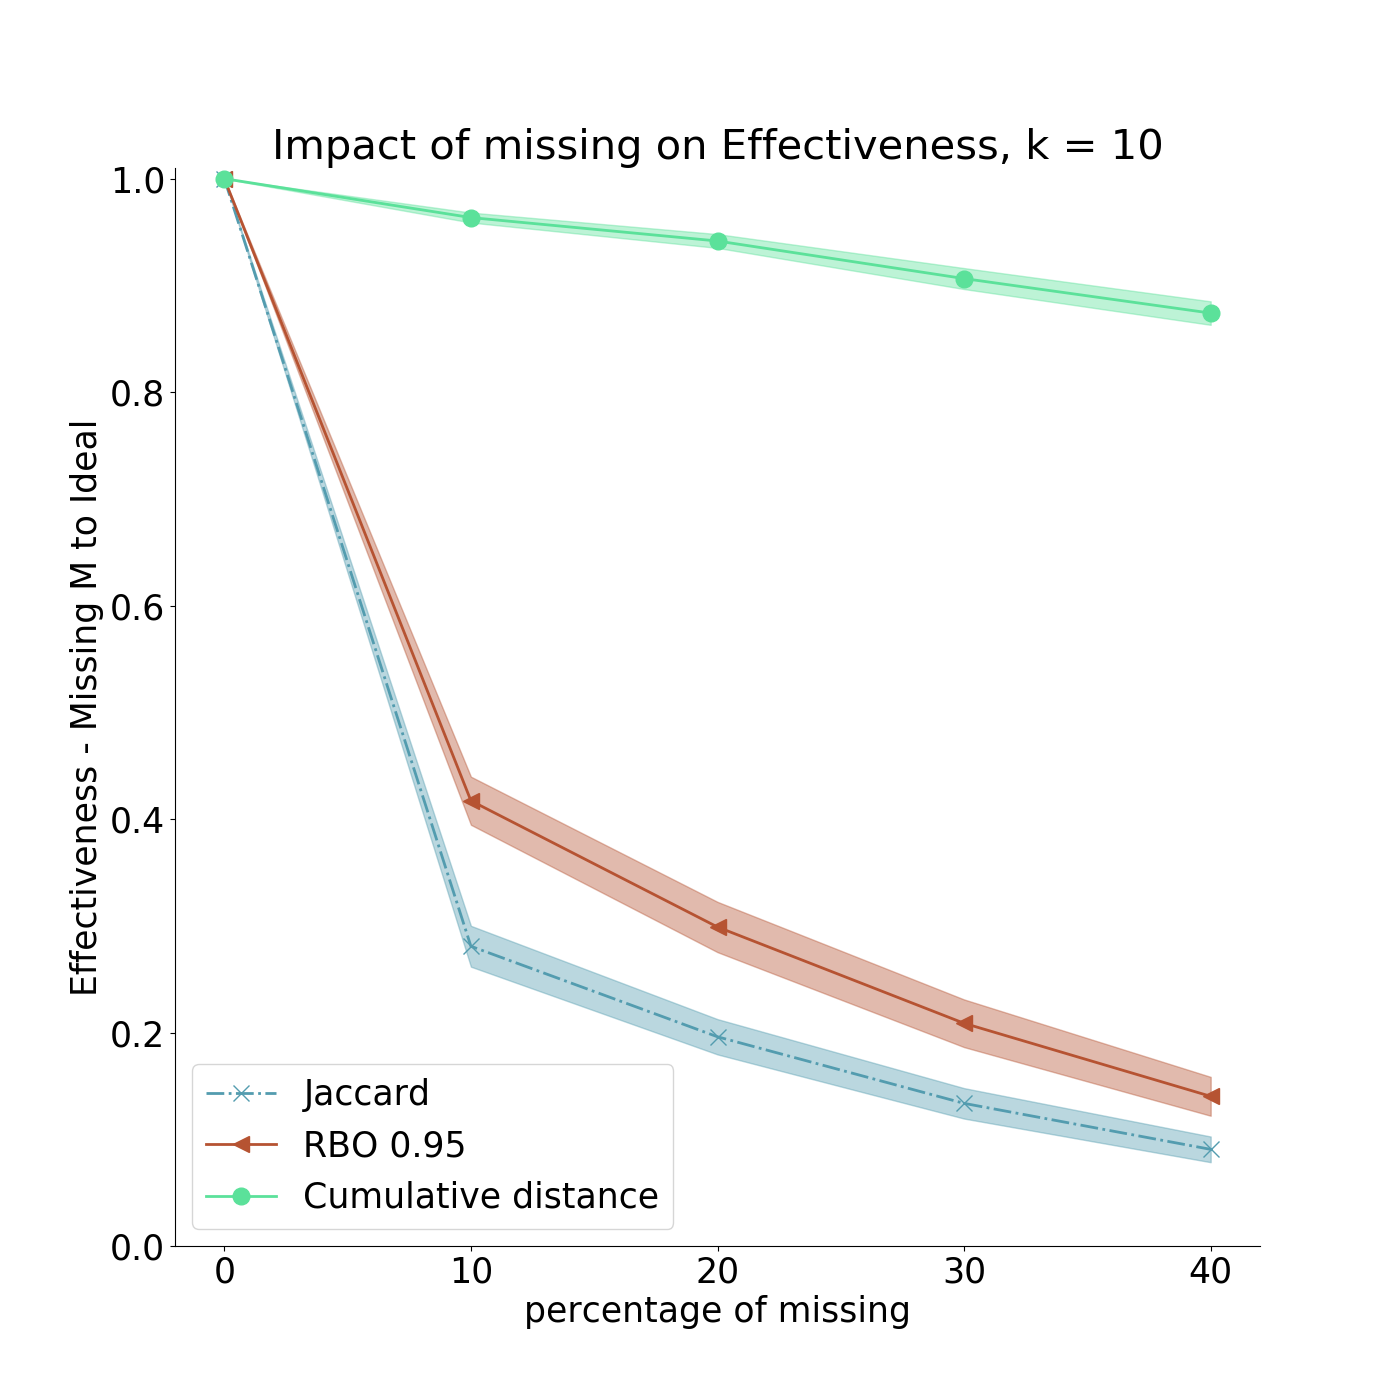 Impact of missing on Effectiveness, k = 10
Effectiveness - Missing M to Ideal
1.0
0.8
0.6
0.4
0.2
0.0
Jaccard
RBO 0.95
Cumulative distance
0 10 20 30 40
percentage of missing